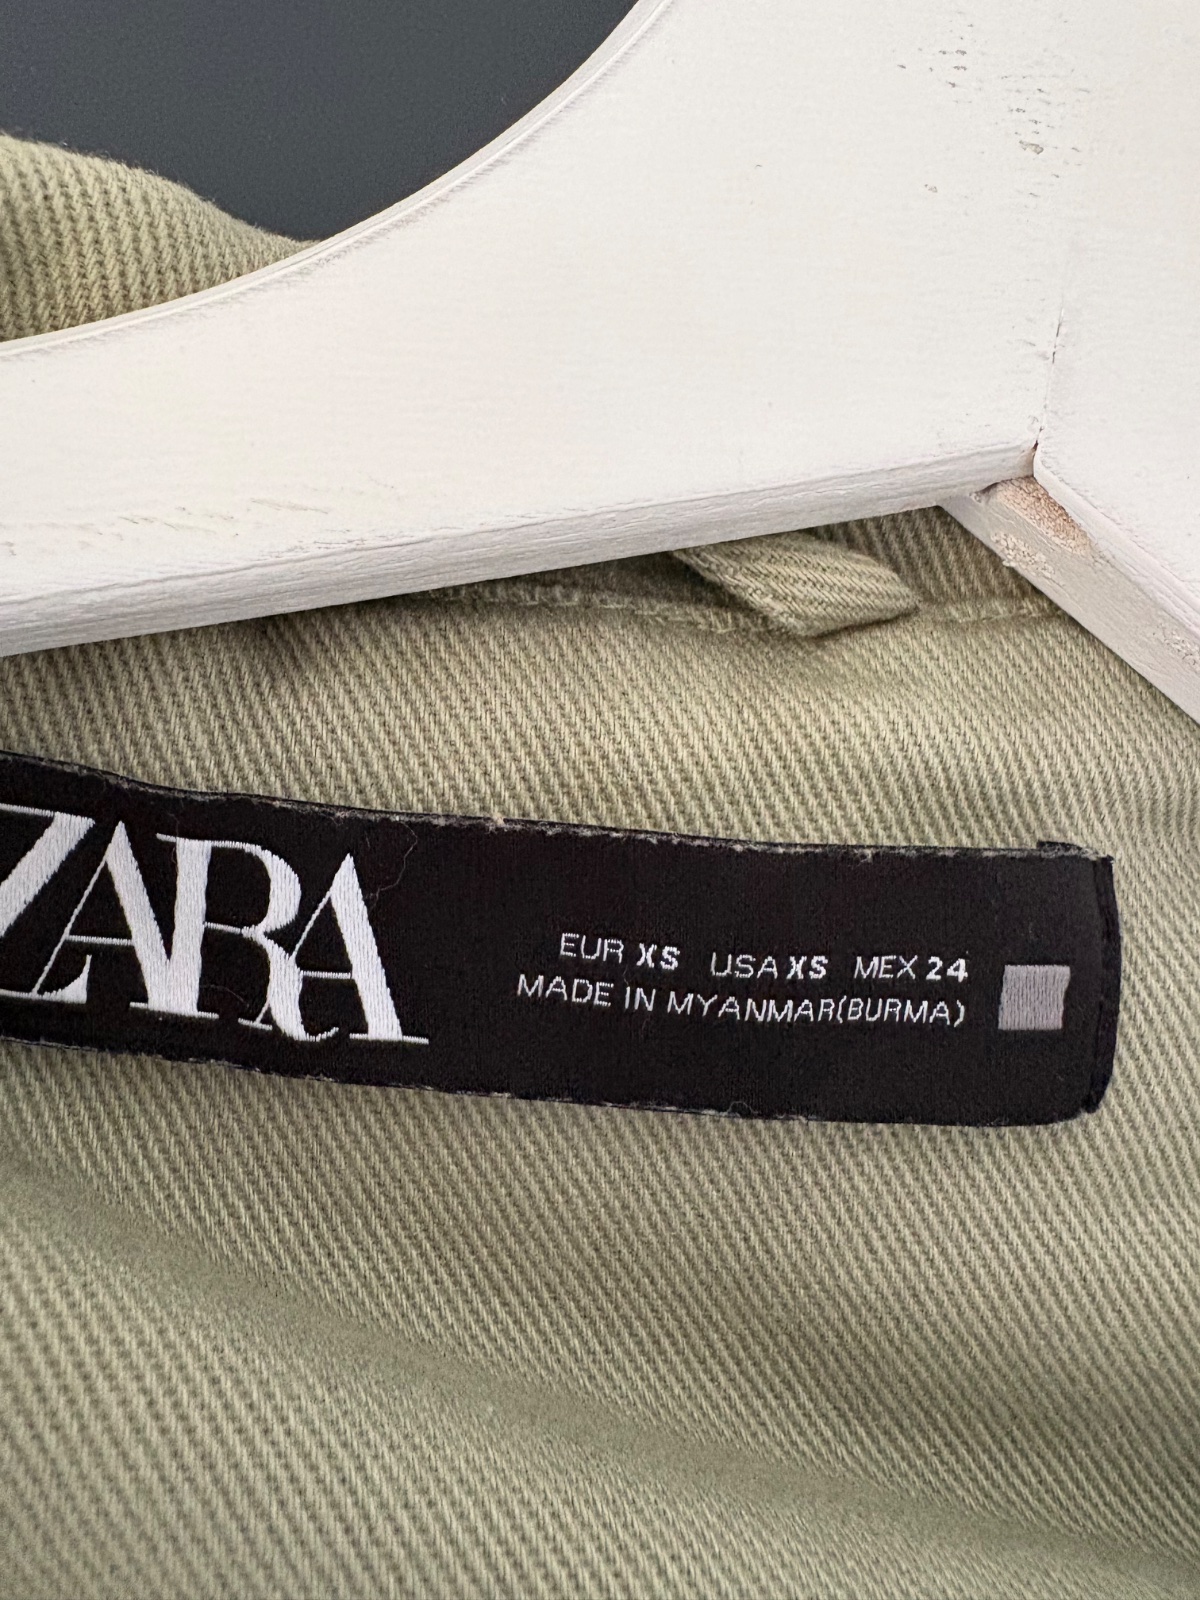 ZARA
EUR XS USA XS MEX 24
MADE IN MYANMAR(BURMA)